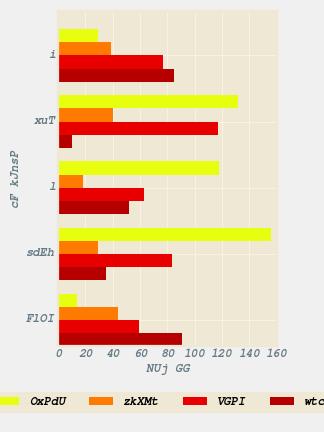 i
xuT
l
sdEh
FlOI
cF kJnsP
0 20 40 60 80 100 120 140 160
NUj GG
OxPdU zkXMt VGPI wtc